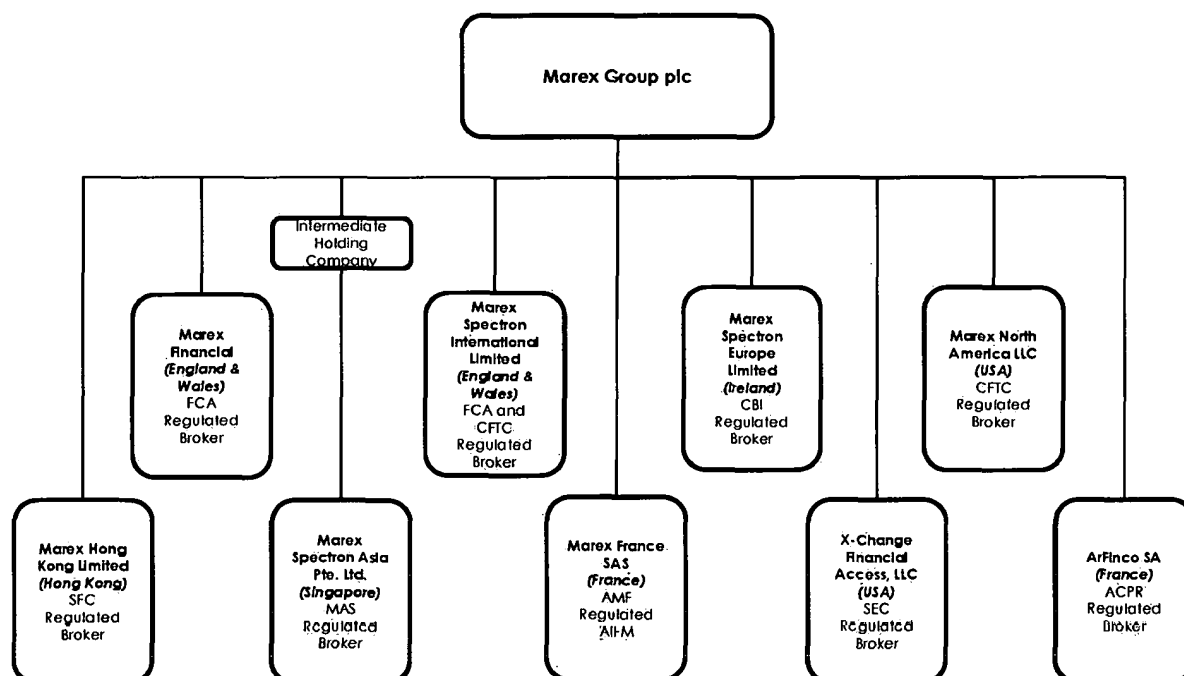 Marex Group plc
Intermediate
Holding
Company
Marex
Financial
(England &
Wales)
FCA
Regulated
Broker
Marex
Spectron
International
Limited
(England &
Wales)
FCA and
CFTC
Regulated
Broker
Marex
Spectron
Europe
Limited
(Ireland)
CBI
Regulated
Broker
Marex North
America LLC
(USA)
CFTC
Regulated
Broker
Marex Hong
Kong Limited
(Hong Kong)
SFC
Regulated
Broker
Marex
Spectron Asia
Pte. Ltd.
(Singapore)
MAS
Regulated
Broker
Marex France
SAS
(France)
AMF
Regulated
X-Change
Financial
Access, LLC
(USA)
SEC
Regulated
Broker
ArFinco SA
(France)
ACPR
Regulated
Broker